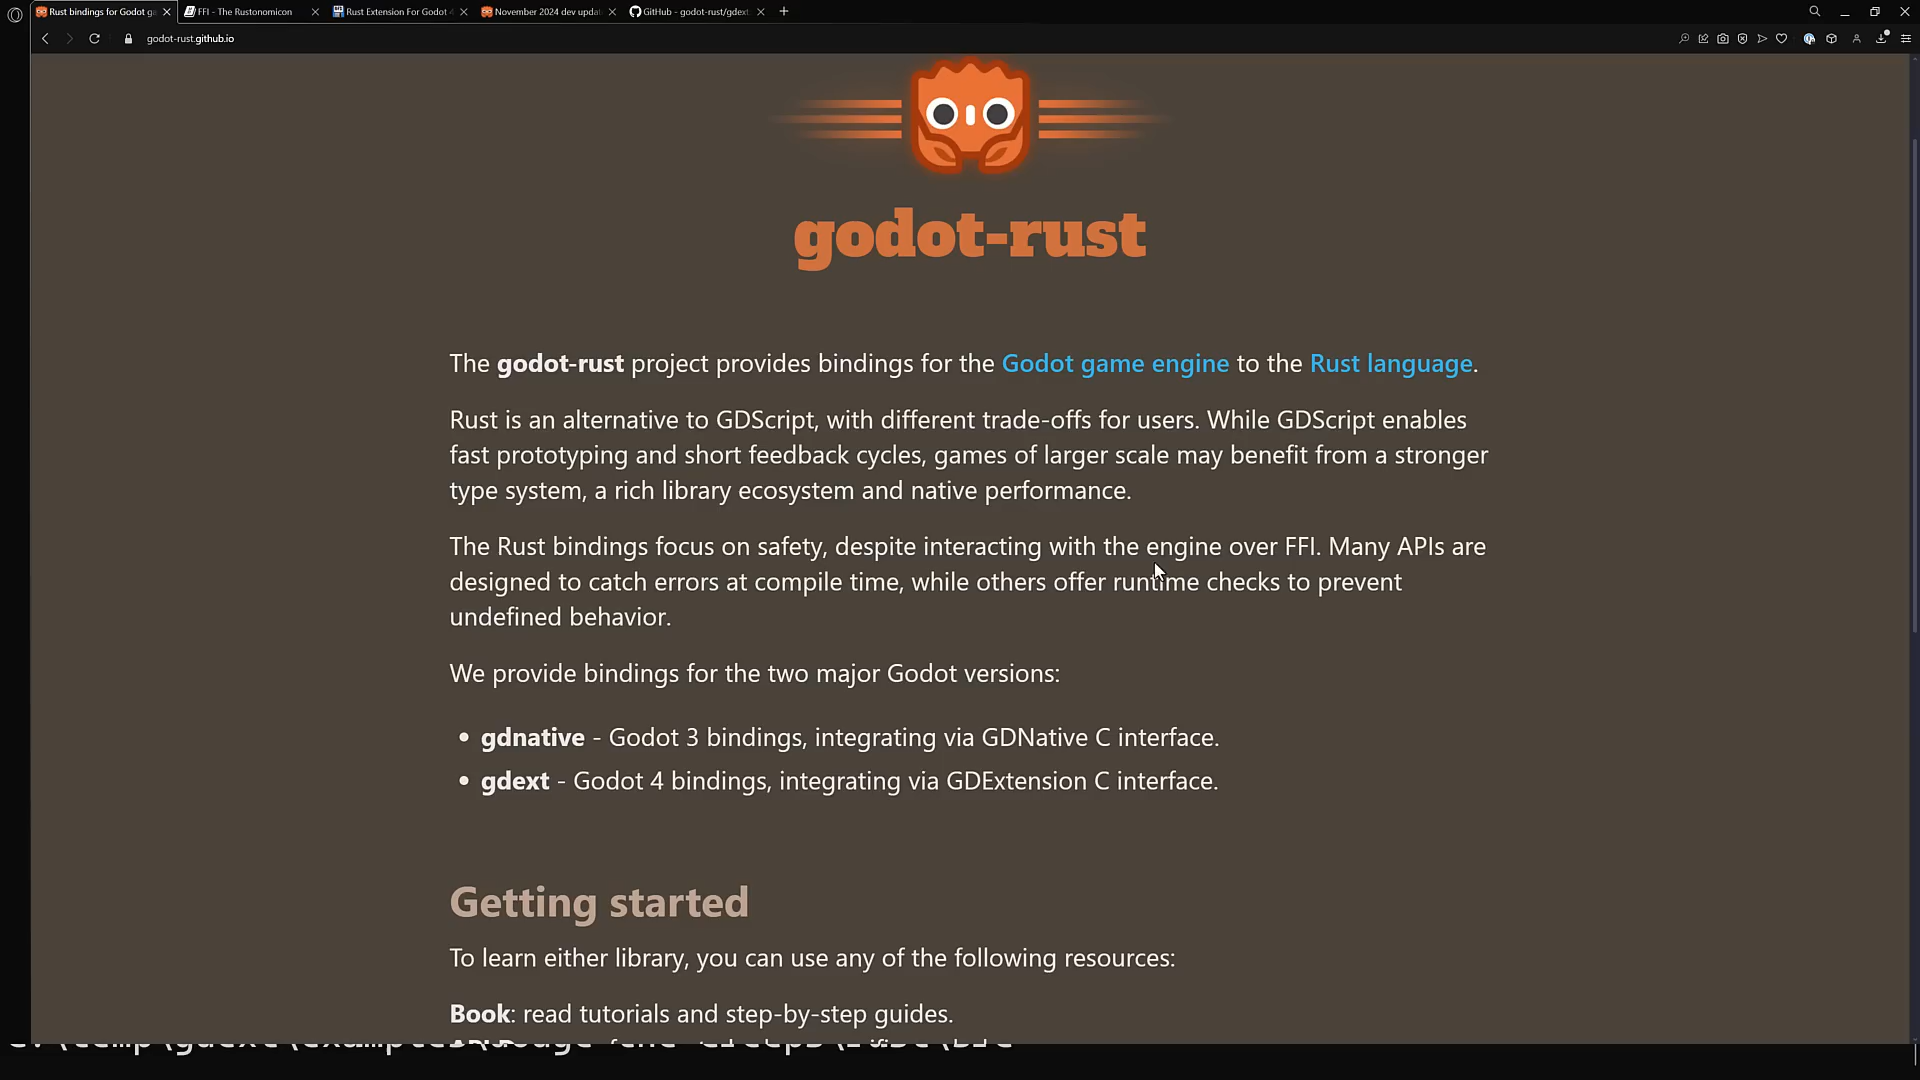 Rust bindings for Godot ga
FFI - The Rustonomicon
Rust Extension For Godot 4
November 2024 dev updat
GitHub - godot-rust/gdext
godot-rust.github.io
godot-rust
The godot-rust project provides bindings for the Godot game engine to the Rust language.
Rust is an alternative to GDScript, with different trade-offs for users. While GDScript enables
fast prototyping and short feedback cycles, games of larger scale may benefit from a stronger
type system, a rich library ecosystem and native performance.
The Rust bindings focus on safety, despite interacting with the engine over FFI. Many APIs are
designed to catch errors at compile time, while others offer runtime checks to prevent
undefined behavior.
We provide bindings for the two major Godot versions:
• gdnative - Godot 3 bindings, integrating via GDNative C interface.
• gdext - Godot 4 bindings, integrating via GDExtension C interface.
Getting started
To learn either library, you can use any of the following resources:
Book: read tutorials and step-by-step guides.